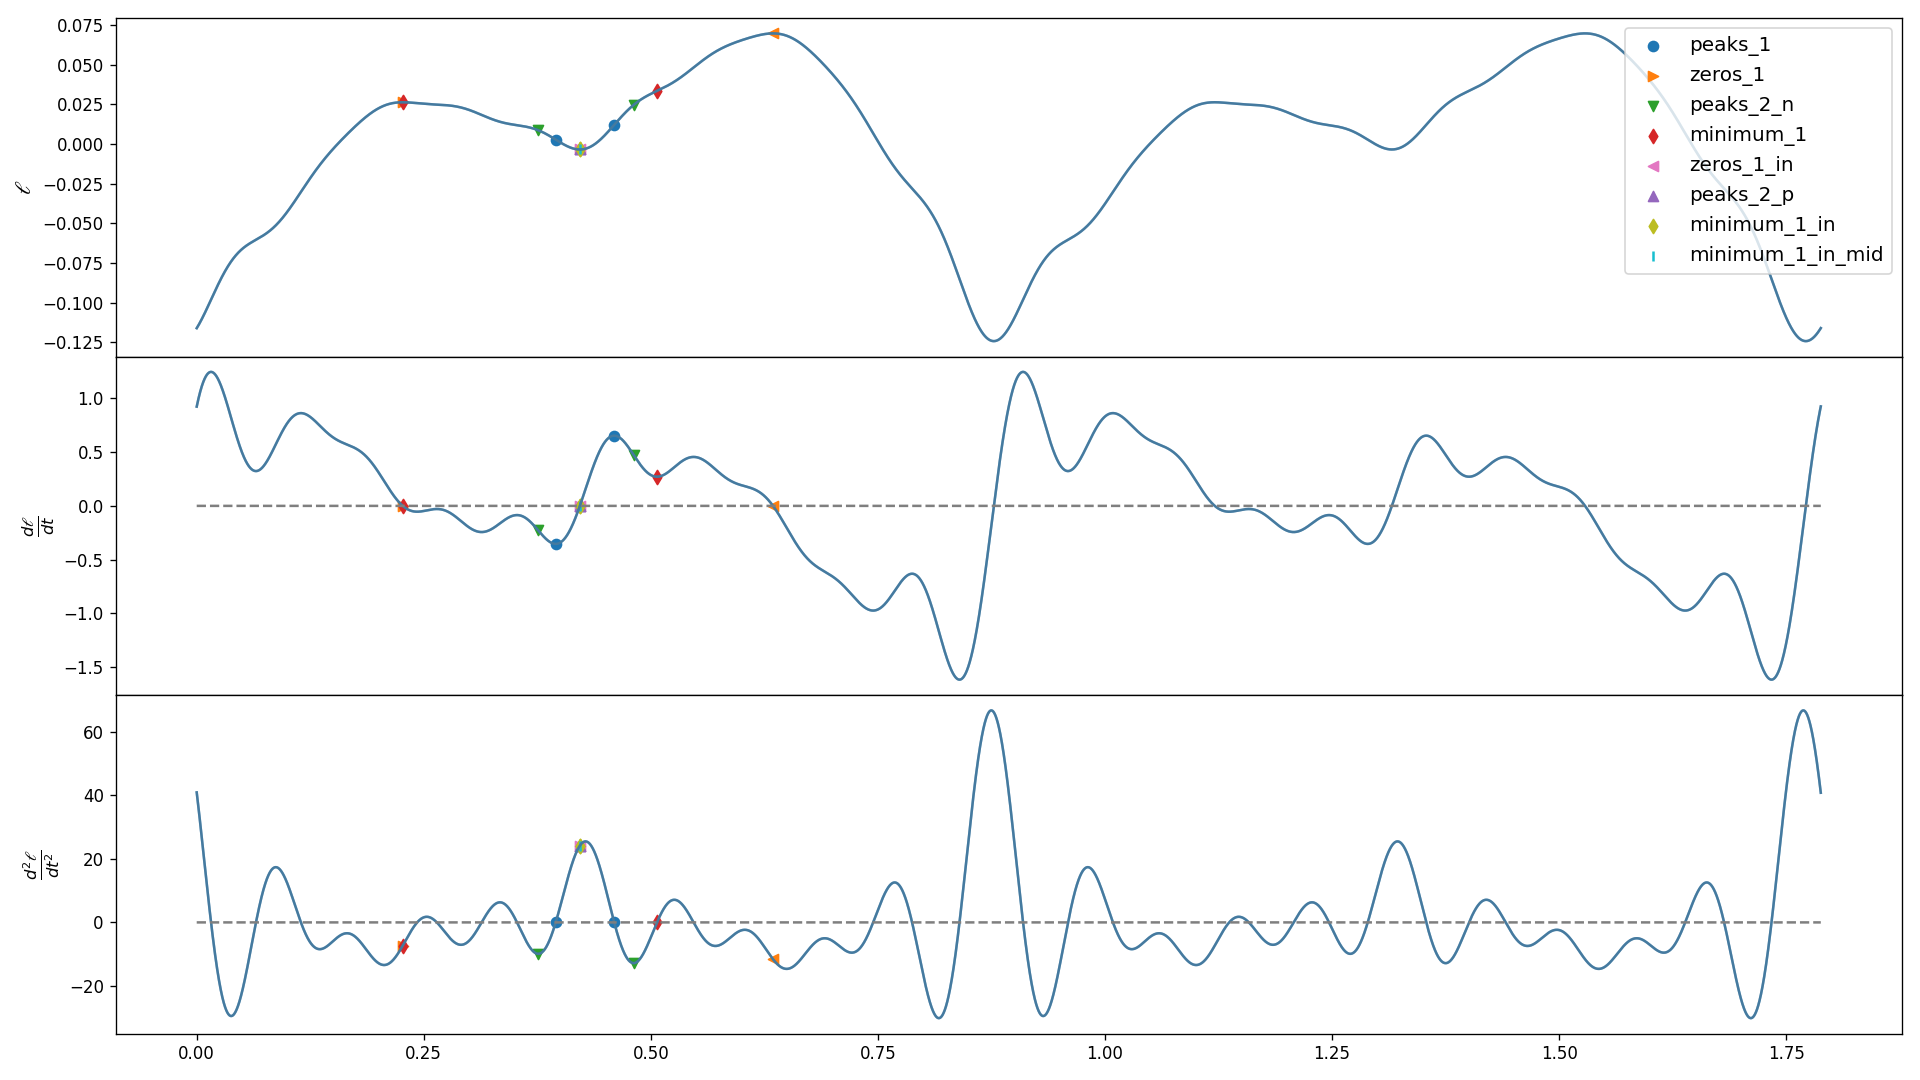 0.075
0.050
0.025
0.000
−0.025
−0.050
−0.075
−0.100
−0.125
ℓ
peaks_1
zeros_1
peaks_2_n
minimum_1
zeros_1_in
peaks_2_p
minimum_1_in
minimum_1_in_mid
1.0
0.5
0.0
−0.5
−1.0
−1.5
dℓ
dt
60
40
20
0
−20
d²ℓ
dt²
0.00 0.25 0.50 0.75 1.00 1.25 1.50 1.75